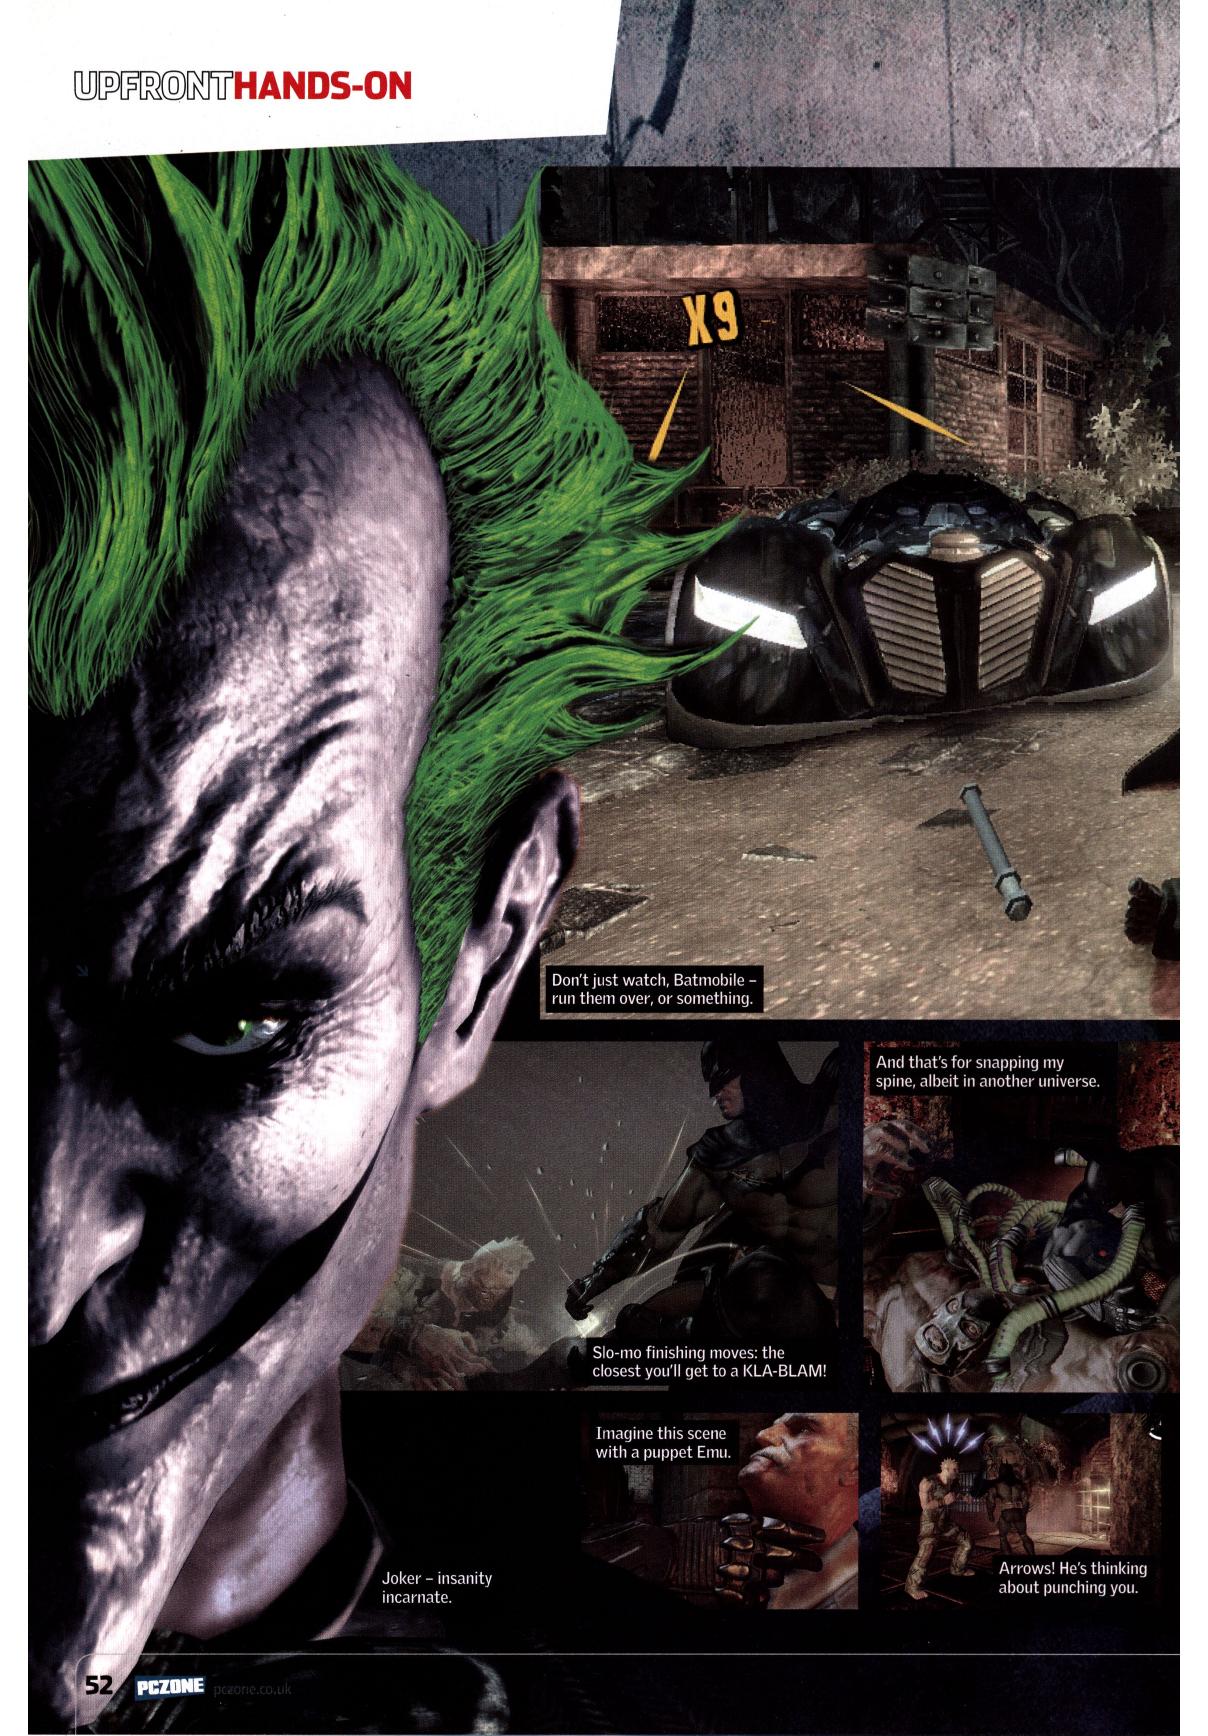 UPFRONTHANDS-ON
X9
Don't just watch, Batmobile –
run them over, or something.
And that's for snapping my
spine, albeit in another universe.
Slo-mo finishing moves: the
closest you'll get to a KLA-BLAM!
Imagine this scene
with a puppet Emu.
Arrows! He's thinking
about punching you.
Joker – insanity
incarnate.
52 PCZONE pczone.co.uk